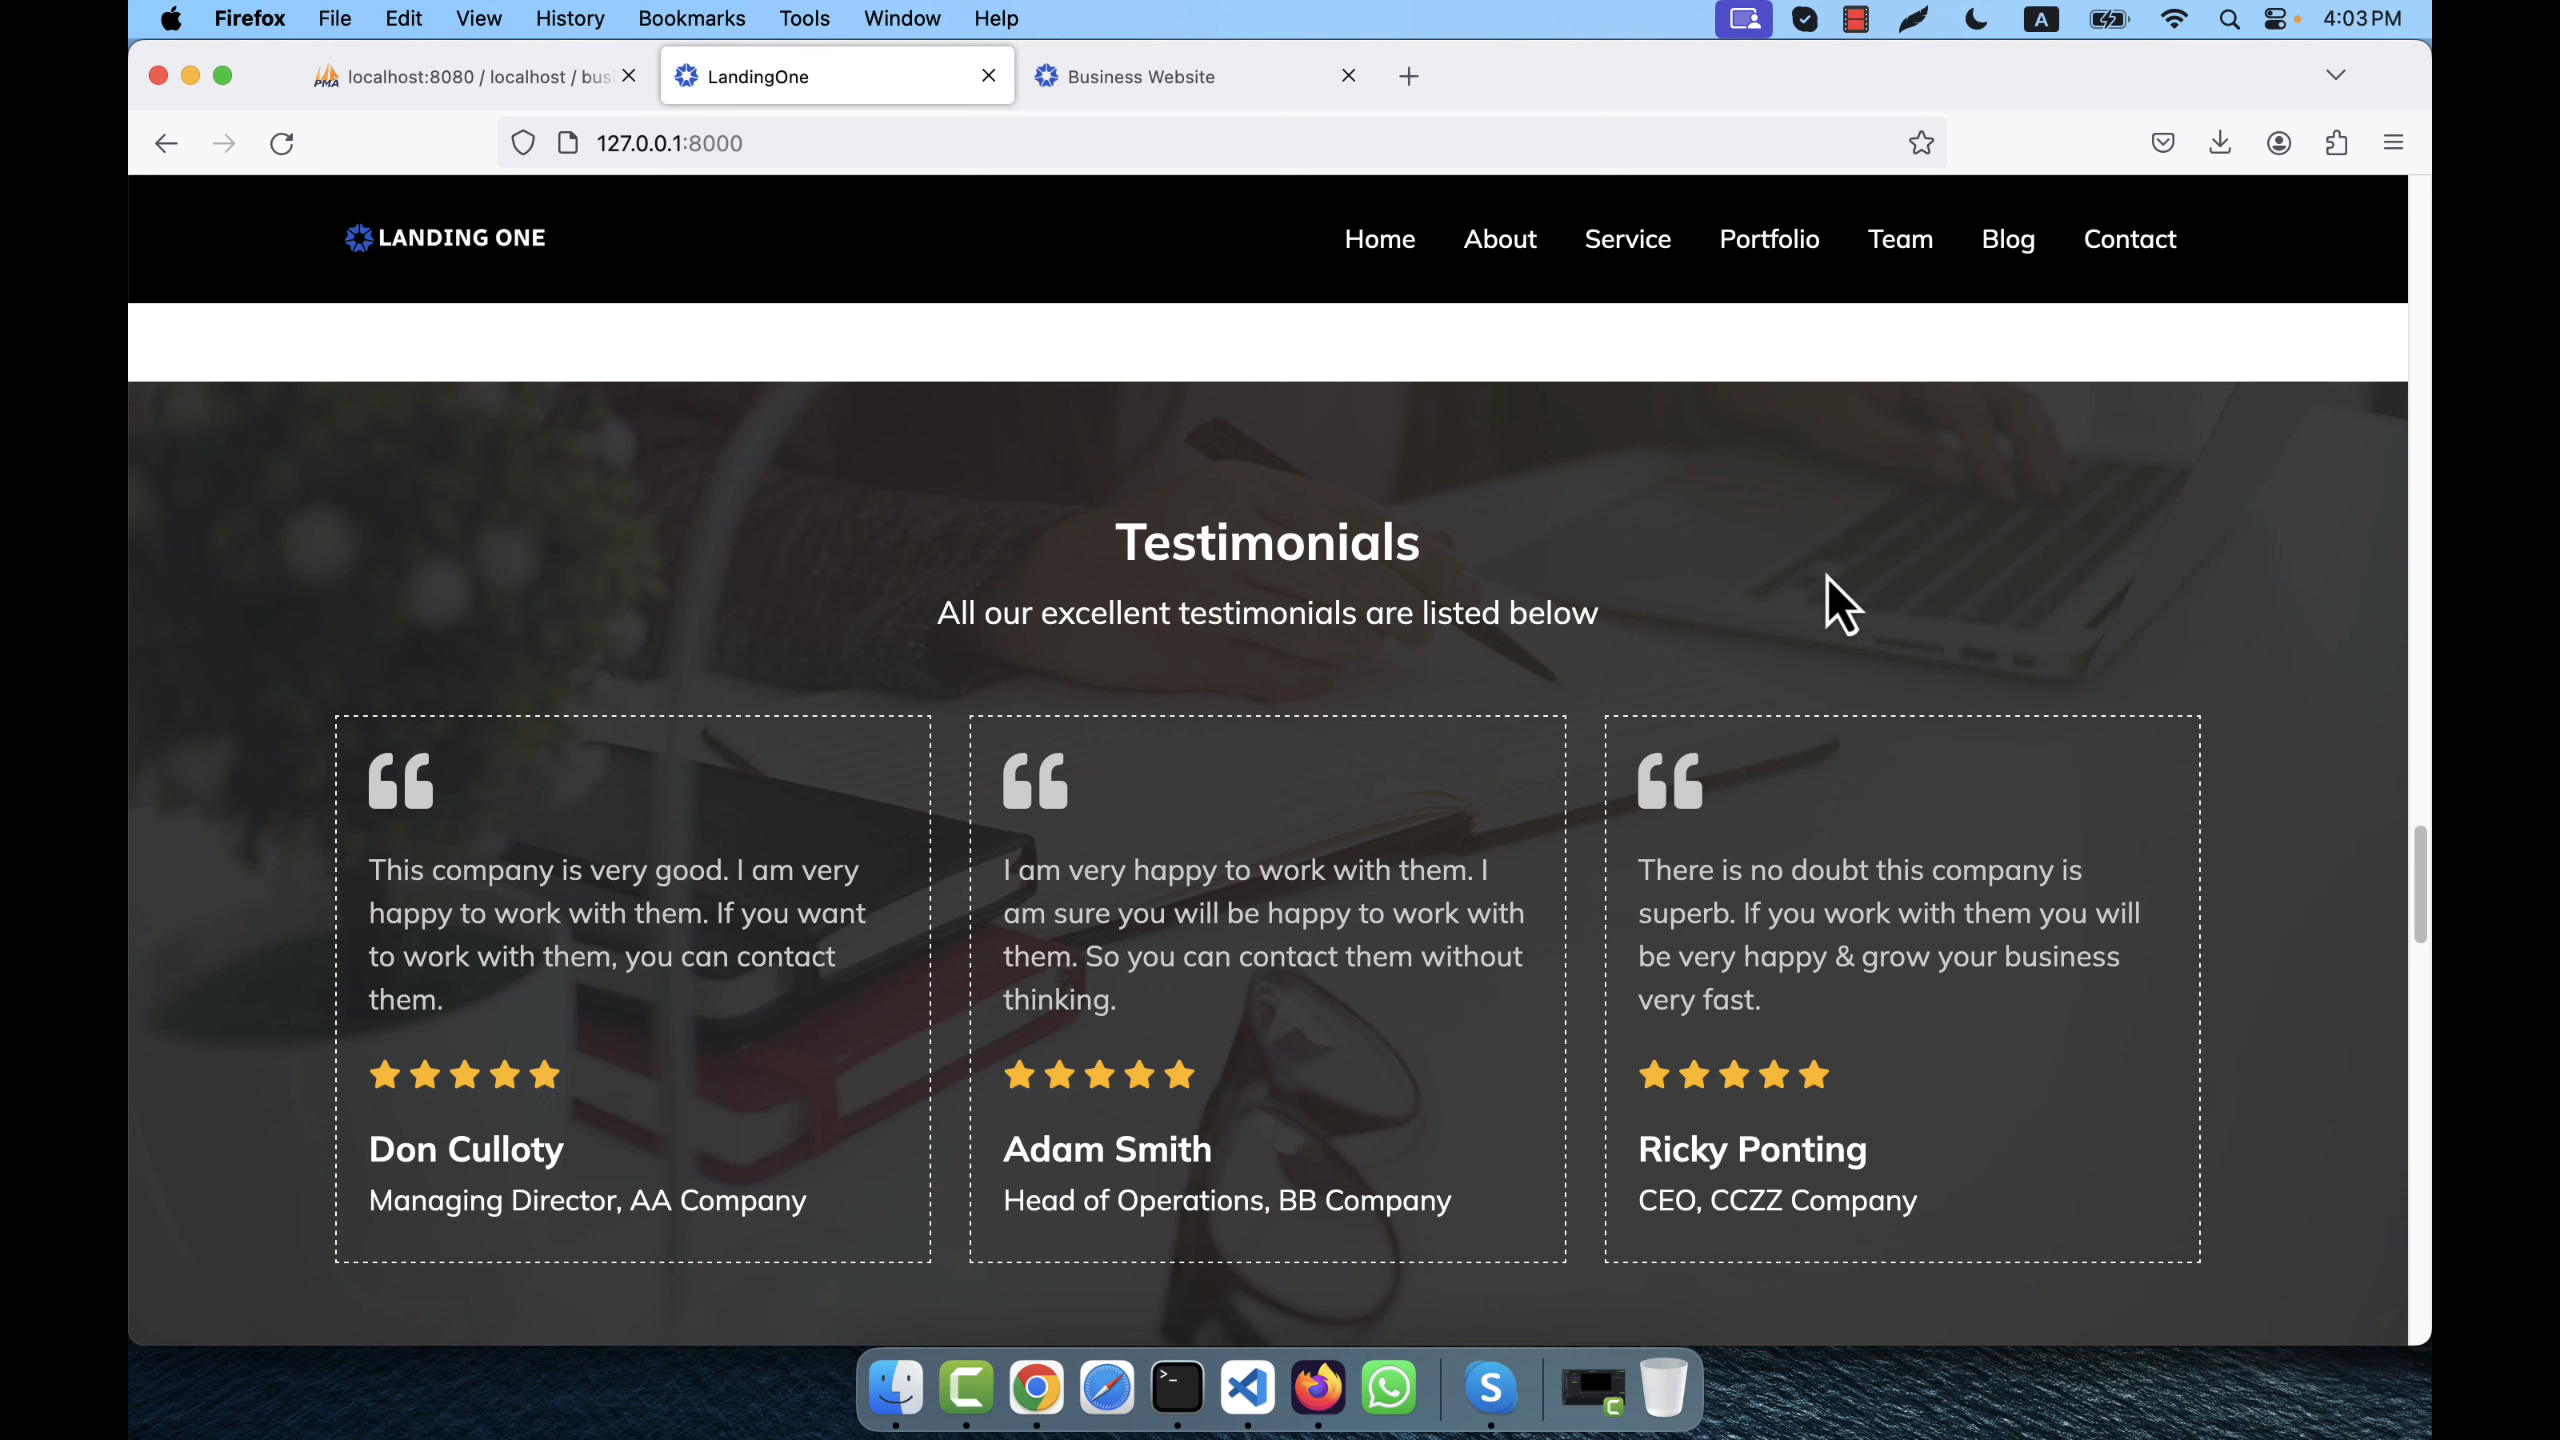 Firefox File Edit View History Bookmarks Tools Window Help A 4:03 PM
PMA localhost:8080 / localhost / busi LandingOne Business Website
127.0.0.1:8000
LANDING ONE Home About Service Portfolio Team Blog Contact
Testimonials
All our excellent testimonials are listed below
This company is very good. I am very
happy to work with them. If you want
to work with them, you can contact
them.
Don Culloty
Managing Director, AA Company
I am very happy to work with them. I
am sure you will be happy to work with
them. So you can contact them without
thinking.
Adam Smith
Head of Operations, BB Company
There is no doubt this company is
superb. If you work with them you will
be very happy & grow your business
very fast.
Ricky Ponting
CEO, CCZZ Company